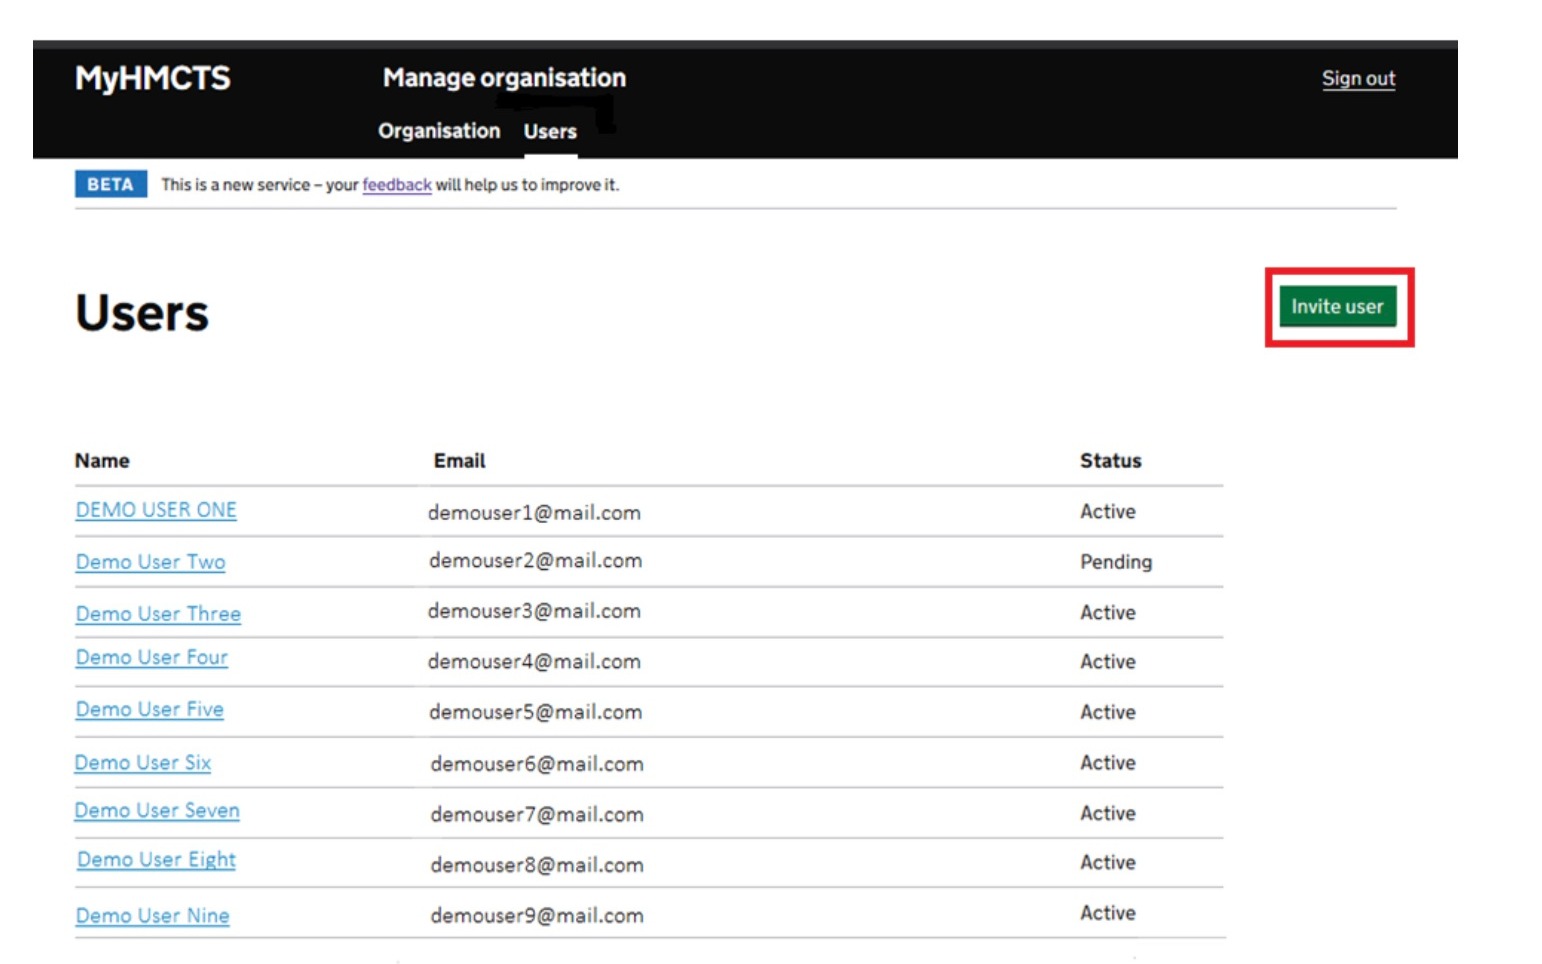 MyHMCTS Manage organisation Sign out
Organisation Users
BETA This is a new service – your feedback will help us to improve it.
Users Invite user
Name Email Status
DEMO USER ONE demouser1@mail.com Active
Demo User Two demouser2@mail.com Pending
Demo User Three demouser3@mail.com Active
Demo User Four demouser4@mail.com Active
Demo User Five demouser5@mail.com Active
Demo User Six demouser6@mail.com Active
Demo User Seven demouser7@mail.com Active
Demo User Eight demouser8@mail.com Active
Demo User Nine demouser9@mail.com Active